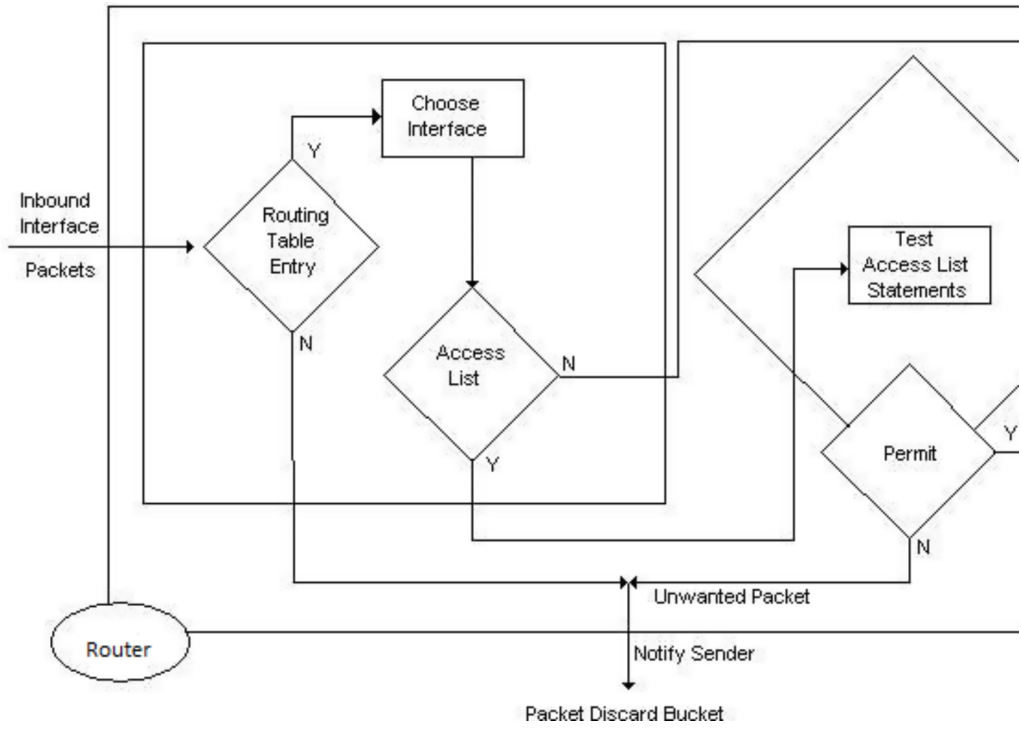 Choose
Interface
Y
Inbound
Interface
Packets
Routing
Table
Entry
N
Access
List
N
Y
Test
Access List
Statements
Permit
Y
N
Unwanted Packet
Router
Notify Sender
Packet Discard Bucket